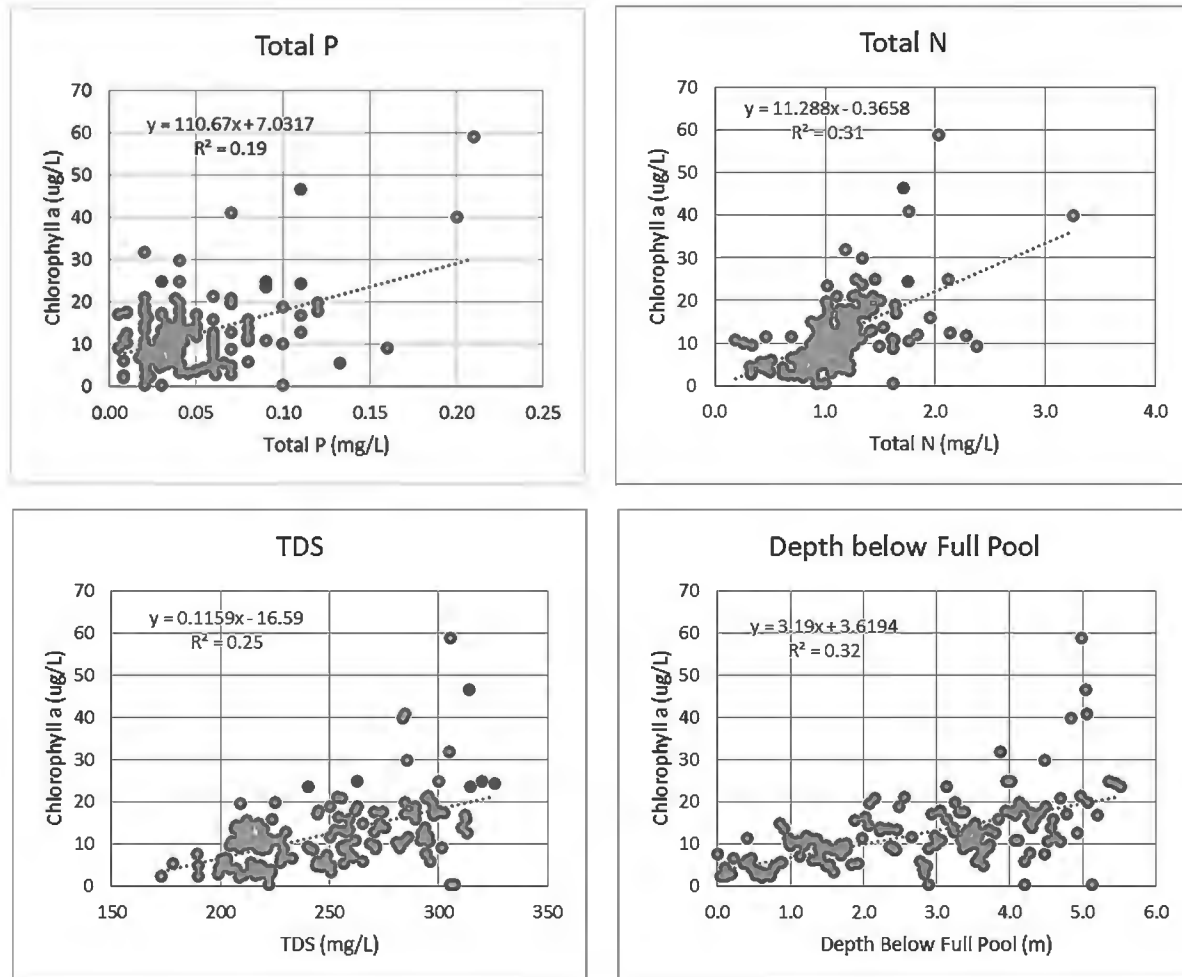 Total P
70
60
50
40
30
20
10
0
y = 110.67x + 7.0317
R² = 0.19
0.00 0.05 0.10 0.15 0.20 0.25
Total P (mg/L)
Chlorophyll a (ug/L)
Total N
70
60
50
40
30
20
10
0
y = 11.288x - 0.3658
R² = 0.31
0.0 1.0 2.0 3.0 4.0
Total N (mg/L)
Chlorophyll a (ug/L)
TDS
70
60
50
40
30
20
10
0
y = 0.1159x - 16.59
R² = 0.25
150 200 250 300 350
TDS (mg/L)
Chlorophyll a (ug/L)
Depth below Full Pool
70
60
50
40
30
20
10
0
y = 3.19x + 3.6194
R² = 0.32
0.0 1.0 2.0 3.0 4.0 5.0 6.0
Depth Below Full Pool (m)
Chlorophyll a (ug/L)